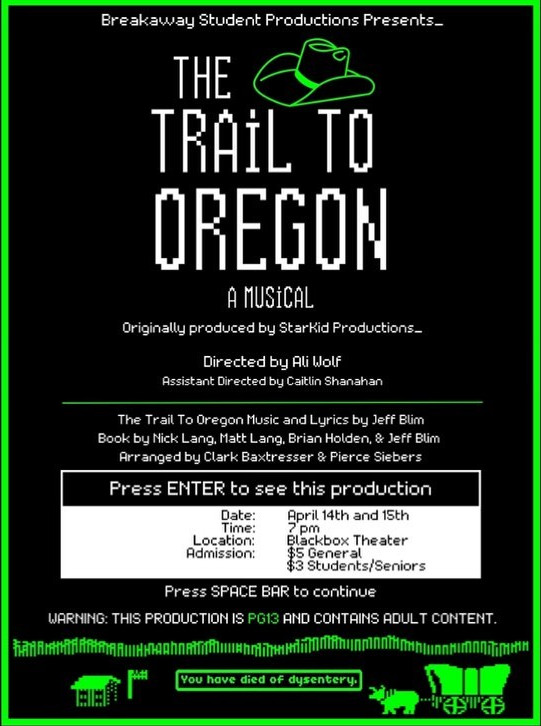 Breakaway Student Productions Presents_
THE
TRAiL TO
OREGON
A MUSiCAL
Originally produced by StarKid Productions_
Directed by Ali Wolf
Assistant Directed by Caitlin Shanahan
The Trail To Oregon Music and Lyrics by Jeff Blim
Book by Nick Lang, Matt Lang, Brian Holden, & Jeff Blim
Arranged by Clark Baxtresser & Pierce Siebers
Press ENTER to see this production
Date: April 14th and 15th
Time: 7 pm
Location: Blackbox Theater
Admission: $5 General
$3 Students/Seniors
Press SPACE BAR to continue
WARNING: THIS PRODUCTION IS PG13 AND CONTAINS ADULT CONTENT.
You have died of dysentery.